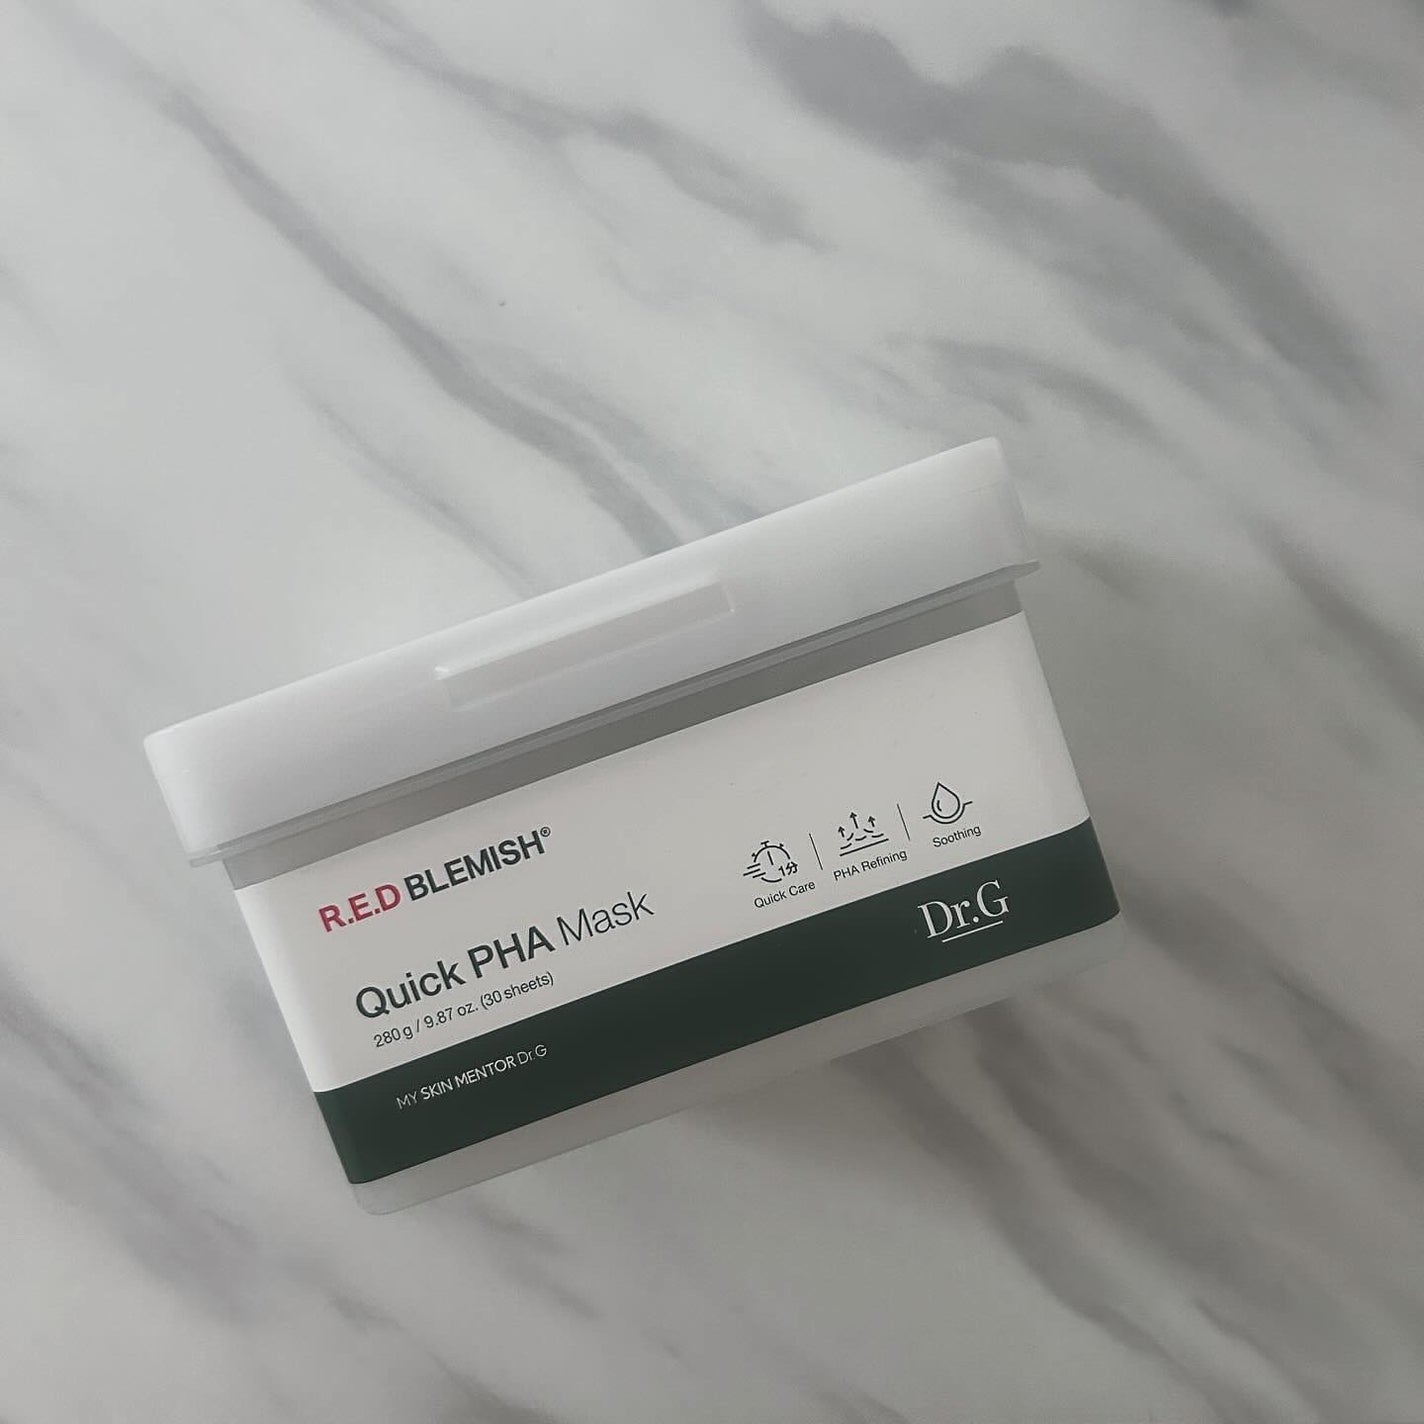 R.E.D BLEMISH®
Quick PHA Mask
280 g / 9.87 oz. (30 sheets)
MY SKIN MENTOR Dr.G
1分
Quick Care
PHA Refining
Soothing
Dr.G